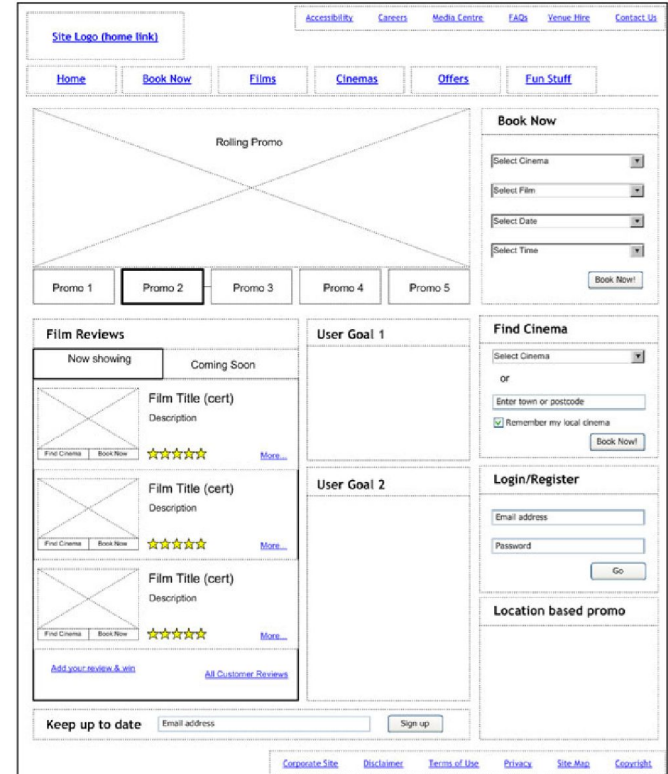 Accessibility Careers Media Centre FAQs Venue Hire Contact Us
Site Logo (home link)
Home Book Now Films Cinemas Offers Fun Stuff
Rolling Promo
Promo 1 Promo 2 Promo 3 Promo 4 Promo 5
Book Now
Select Cinema
Select Film
Select Date
Select Time
Book Now!
Film Reviews
Now showing Coming Soon
Film Title (cert)
Description
Find Cinema Book Now More...
Film Title (cert)
Description
Find Cinema Book Now More...
Film Title (cert)
Description
Find Cinema Book Now More...
Add your review & win
All Customer Reviews
User Goal 1
User Goal 2
Find Cinema
Select Cinema
or
Enter town or postcode
Remember my local cinema
Book Now!
Login/Register
Email address
Password
Go
Location based promo
Keep up to date Email address Sign up
Corporate Site Disclaimer Terms of Use Privacy Site Map Copyright